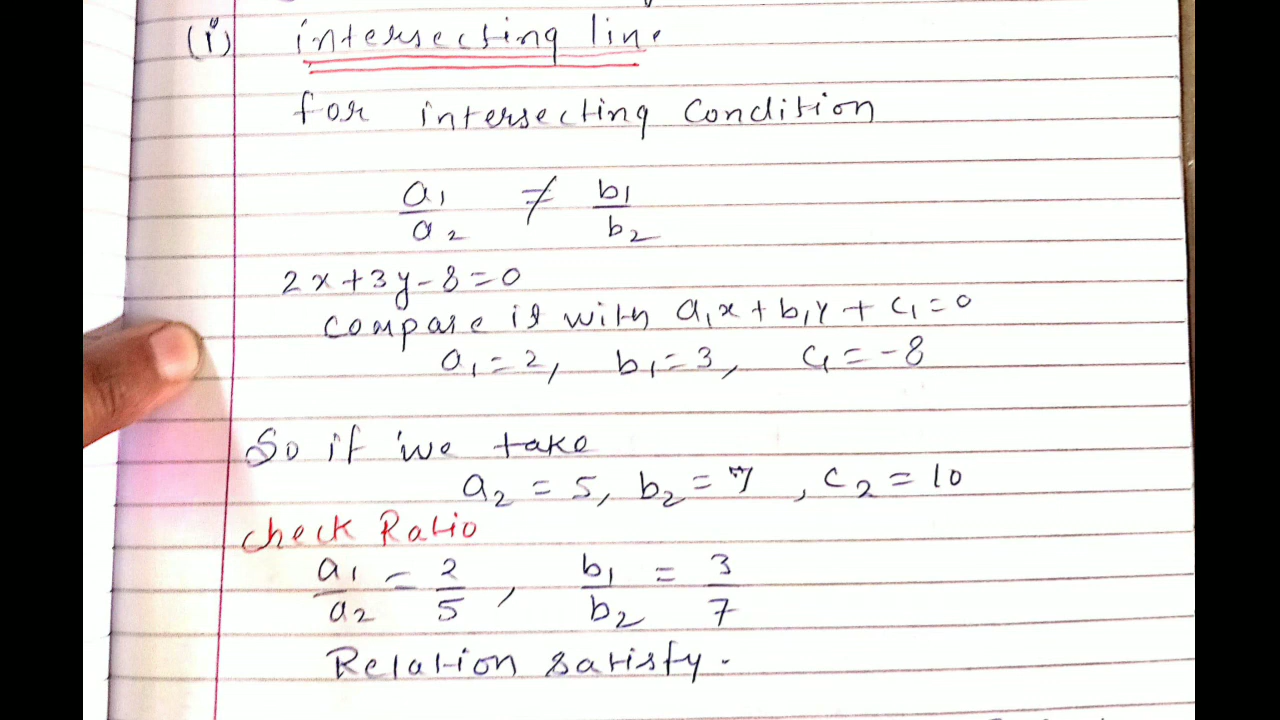 (i) intersecting line
for intersecting Condition
a₁/a₂ ≠ b₁/b₂
2x+3y-8=0
Compare it with a₁x + b₁y + c₁=0
a₁=2, b₁=3, c₁=-8
So if we take
a₂ = 5, b₂ = 7, c₂ = 10
Check Ratio
a₁/a₂ = 2/5, b₁/b₂ = 3/7
Relation satisfy.